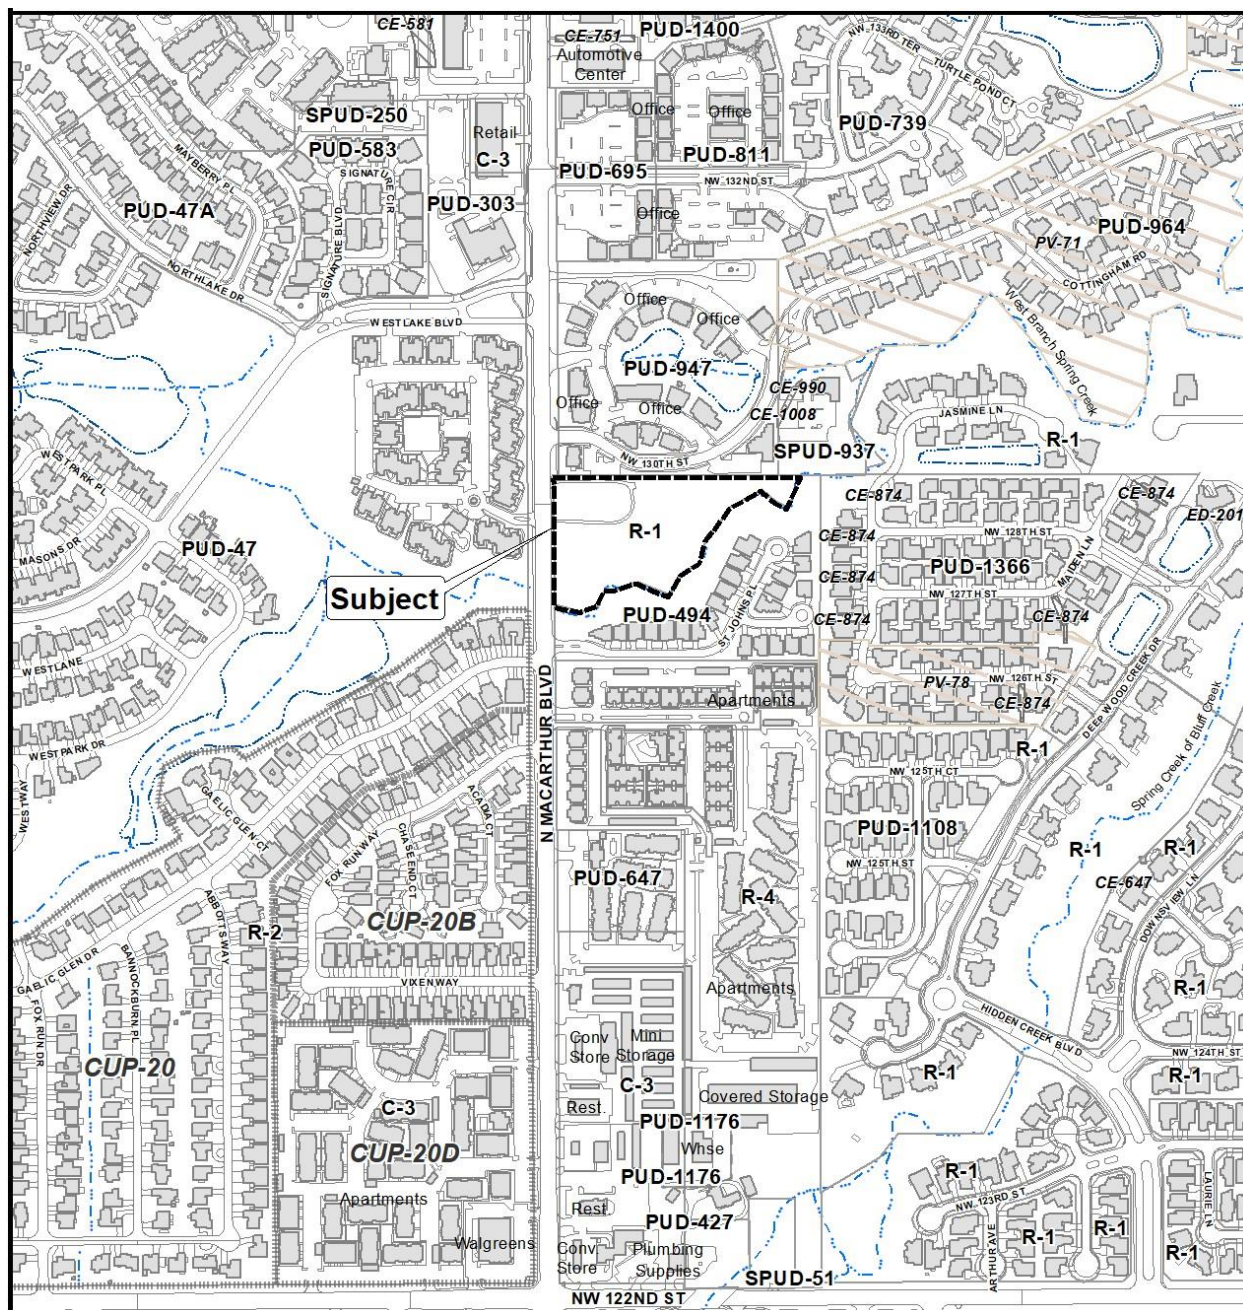 CE-581
CE-751
PUD-1400
NW 133RD TER
Automotive
Center
TURTLE POND CT
SPUD-250
Office
Office
PUD-739
Retail
C-3
PUD-583
MAYBERRY PL
SIGNATURE CIR
PUD-811
PUD-695
NW 132ND ST
NORTHVIEW DR
PUD-47A
SIGNATURE BLVD
PUD-303
Office
PUD-964
PV-71
COTTINGHAM RD
NORTHLAKE DR
West Branch Spring Creek
WESTLAKE BLVD
Office
Office
PUD-947
CE-990
Office
Office
CE-1008
JASMINE LN
R-1
SPUD-937
NW 130TH ST
WESTPARK PL
CE-874
CE-874
ED-201
R-1
CE-874
NW 128TH ST
MASONS DR
PUD-47
PUD-1366
MAIDEN LN
CE-874
NW 127TH ST
Subject
PUD-494
ST JOHNS PL
CE-874
CE-874
WESTLANE
N MACARTHUR BLVD
DEEP WOOD CREEK DR
PV-78
NW 126TH ST
Apartments
CE-874
WESTPARK DR
R-1
Spring Creek of Bluff Creek
WESTWAY
NW 125TH CT
GAELIC GLEN CT
ACADIA CT
CHASE END CT
FOX RUN WAY
PUD-1108
R-1
R-1
NW 125TH ST
PUD-647
CE-647
R-4
ABBOTS WAY
CUP-20B
R-2
DOWNSVIEW LN
GAELIC GLEN DR
BANNOCKBURN PL
VIXEN WAY
Apartments
R-1
FOX RUN DR
HIDDEN CREEK BLVD
Conv
Store
Mini
Storage
NW 124TH ST
CUP-20
R-1
R-1
C-3
Covered Storage
C-3
Rest.
PUD-1176
CUP-20D
Whse
PUD-1176
R-1
LAURIE LN
NW 123RD ST
Apartments
Rest.
PUD-427
ARTHUR AVE
R-1
R-1
R-1
Walgreens
Conv
Store
Plumbing
Supplies
SPUD-51
NW 122ND ST